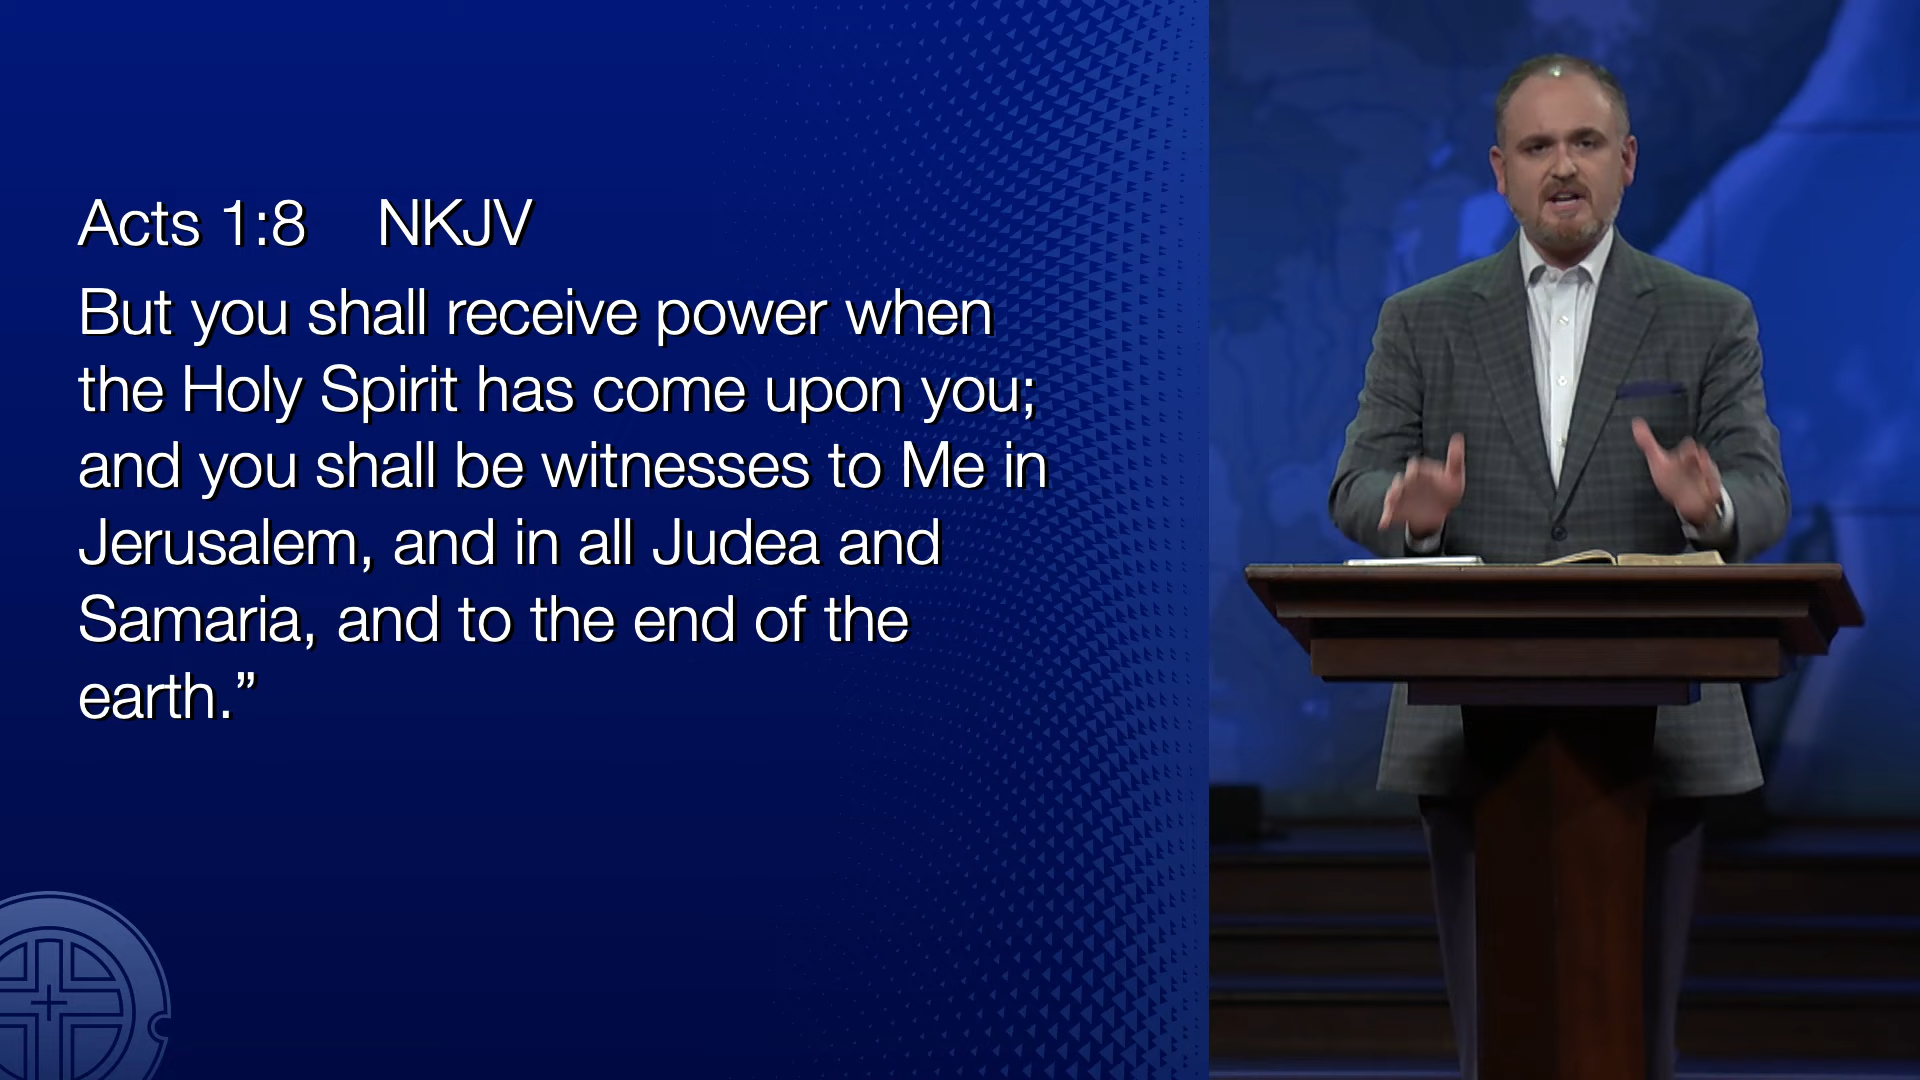 Acts 1:8 NKJV
But you shall receive power when
the Holy Spirit has come upon you;
and you shall be witnesses to Me in
Jerusalem, and in all Judea and
Samaria, and to the end of the
earth.”